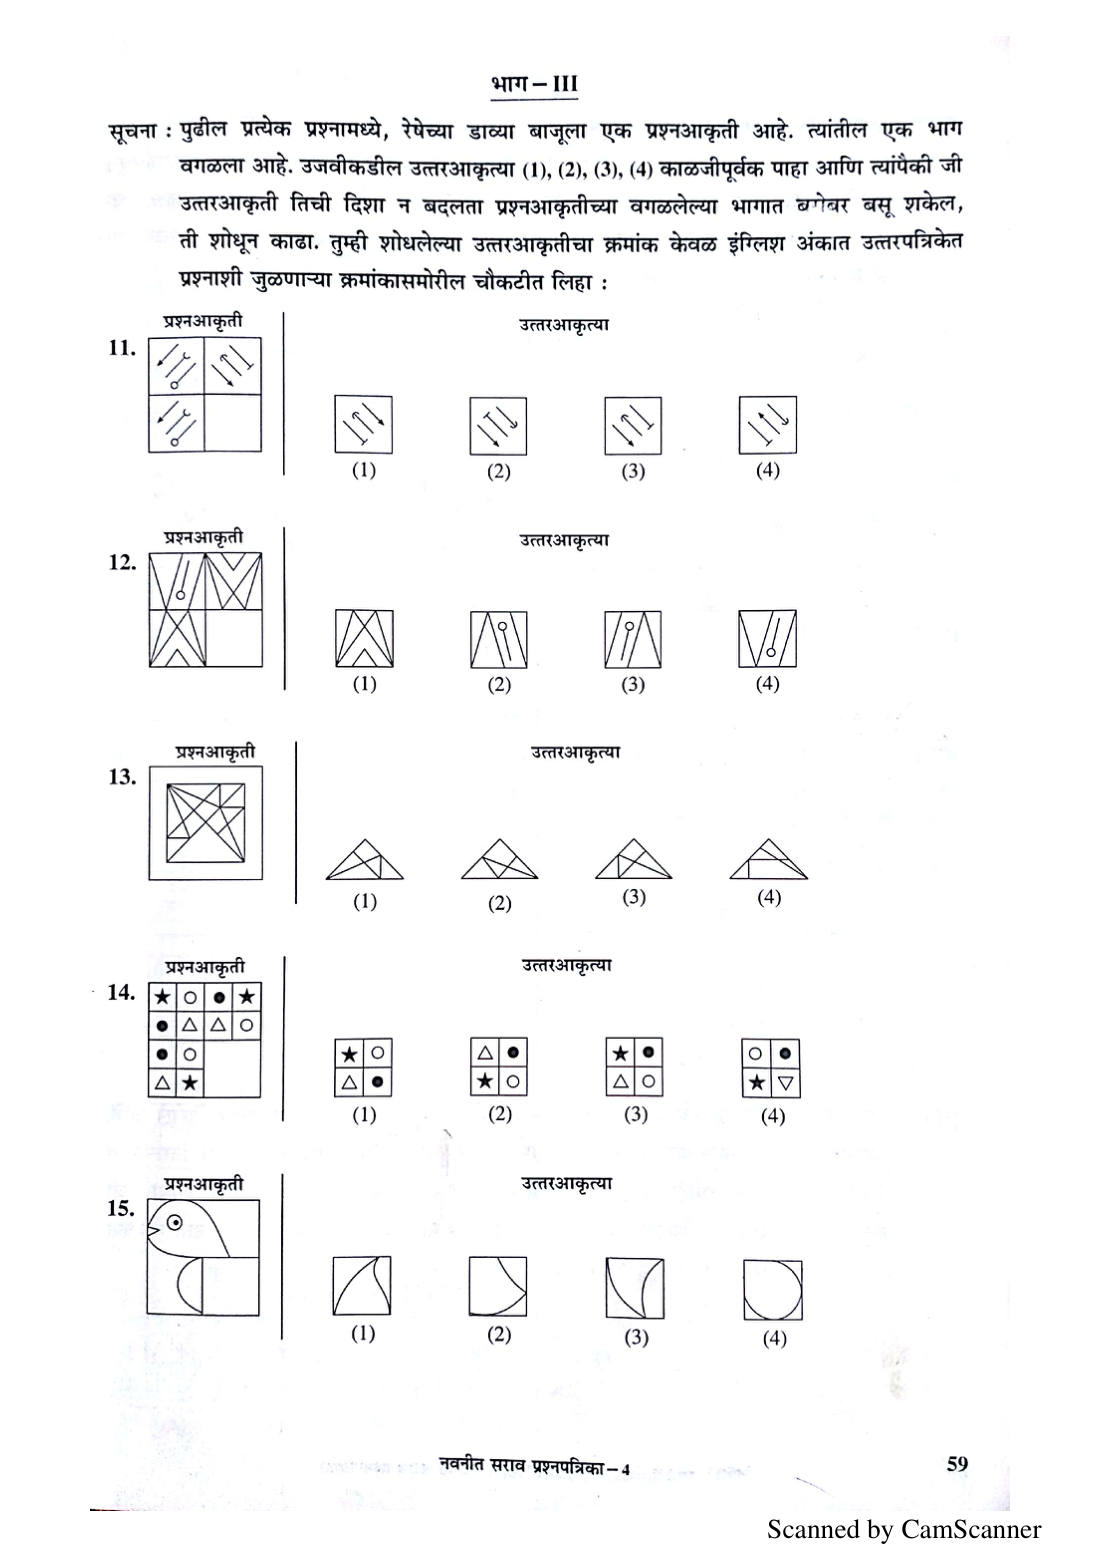 भाग – III
सूचना : पुढील प्रत्येक प्रश्नामध्ये, रेषेच्या डाव्या बाजूला एक प्रश्नआकृती आहे. त्यांतील एक भाग
वगळला आहे. उजवीकडील उत्तरआकृत्या (1), (2), (3), (4) काळजीपूर्वक पाहा आणि त्यांपैकी जी
उत्तरआकृती तिची दिशा न बदलता प्रश्नआकृतीच्या वगळलेल्या भागात बरोबर बसू शकेल,
ती शोधून काढा. तुम्ही शोधलेल्या उत्तरआकृतीचा क्रमांक केवळ इंग्लिश अंकात उत्तरपत्रिकेत
प्रश्नाशी जुळणाऱ्या क्रमांकासमोरील चौकटीत लिहा :
प्रश्नआकृती उत्तरआकृत्या
11.
(1) (2) (3) (4)
प्रश्नआकृती उत्तरआकृत्या
12.
(1) (2) (3) (4)
प्रश्नआकृती उत्तरआकृत्या
13.
(1) (2) (3) (4)
प्रश्नआकृती उत्तरआकृत्या
14.
(1) (2) (3) (4)
प्रश्नआकृती उत्तरआकृत्या
15.
(1) (2) (3) (4)
नवनीत सराव प्रश्नपत्रिका – 4 59
Scanned by CamScanner